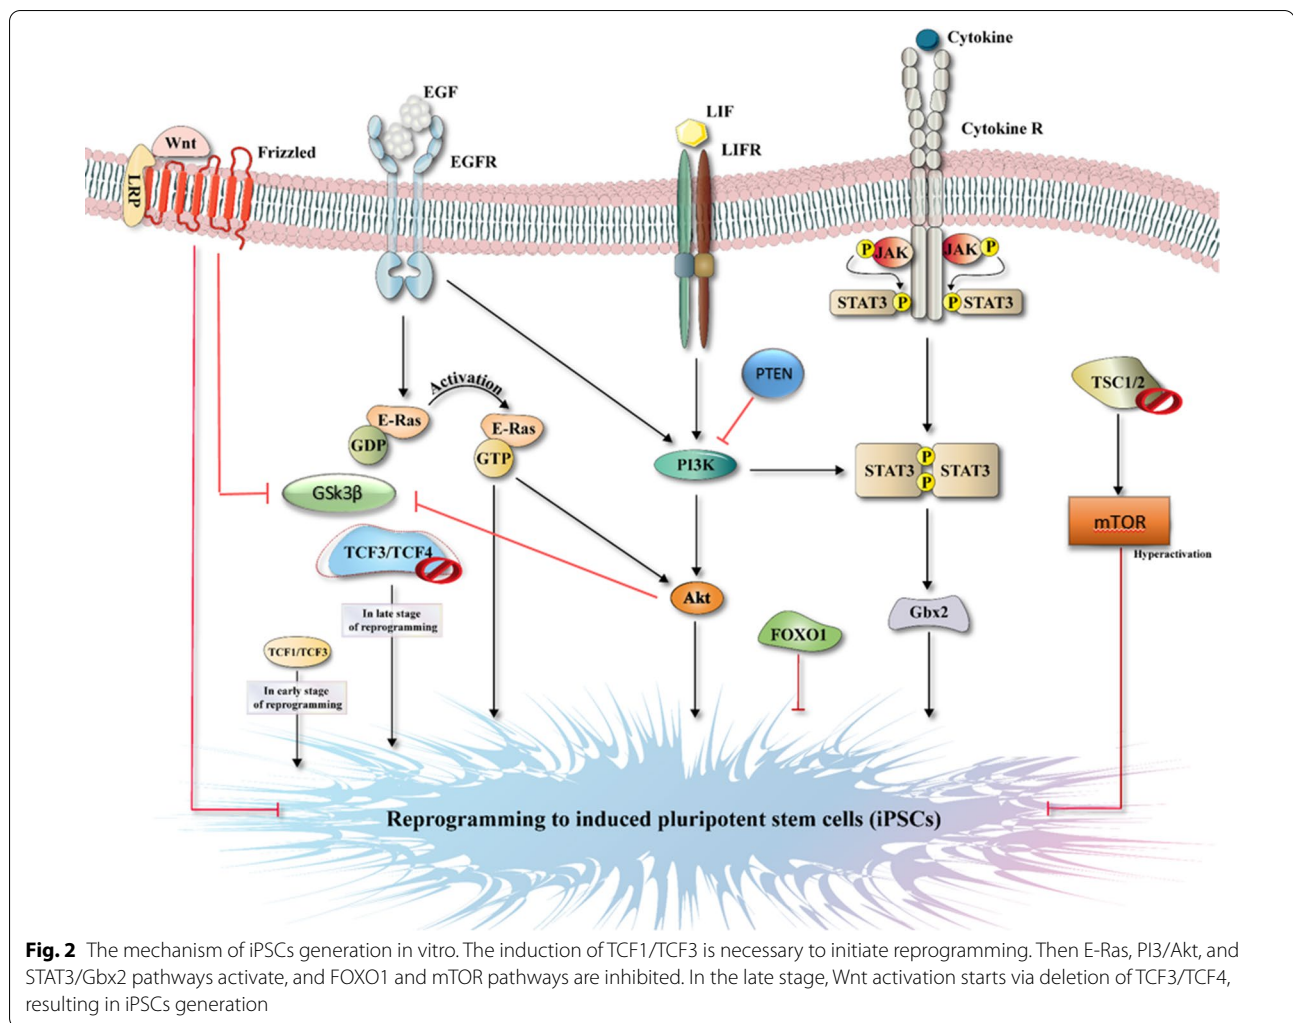 Cytokine
EGF
LIF
Cytokine R
Wnt
Frizzled
LIFR
EGFR
LRP
P
JAK
JAK
P
STAT3
P
P
STAT3
Activation
PTEN
TSC1/2
E-Ras
GDP
E-Ras
GTP
PI3K
STAT3
P
P
STAT3
GSk3β
mTOR
Hyperactivation
TCF3/TCF4
Akt
Gbx2
In late stage
of reprogramming
FOXO1
TCF1/TCF3
In early stage
of reprogramming
Reprogramming to induced pluripotent stem cells (iPSCs)
Fig. 2 The mechanism of iPSCs generation in vitro. The induction of TCF1/TCF3 is necessary to initiate reprogramming. Then E-Ras, PI3/Akt, and
STAT3/Gbx2 pathways activate, and FOXO1 and mTOR pathways are inhibited. In the late stage, Wnt activation starts via deletion of TCF3/TCF4,
resulting in iPSCs generation